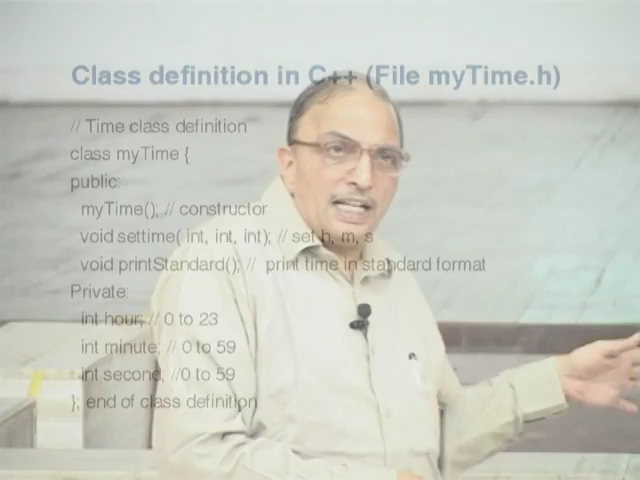 Class definition in C++ (File myTime.h)
// Time class definition
class myTime {
public:
myTime(); // constructor
void settime( int, int, int); // set h, m, s
void printStandard(); // print time in standard format
Private:
int hour; // 0 to 23
int minute; // 0 to 59
int second; //0 to 59
}; end of class definition